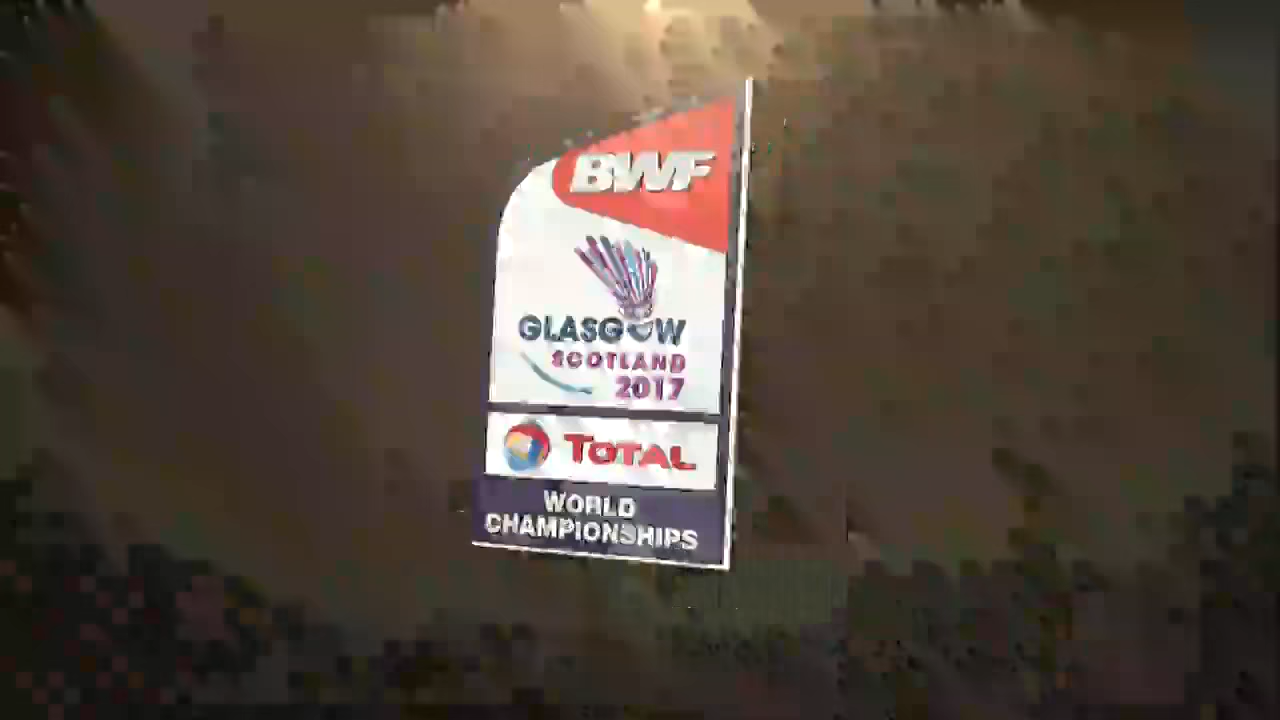 BWF
GLASGOW
SCOTLAND
2017
TOTAL
WORLD
CHAMPIONSHIPS